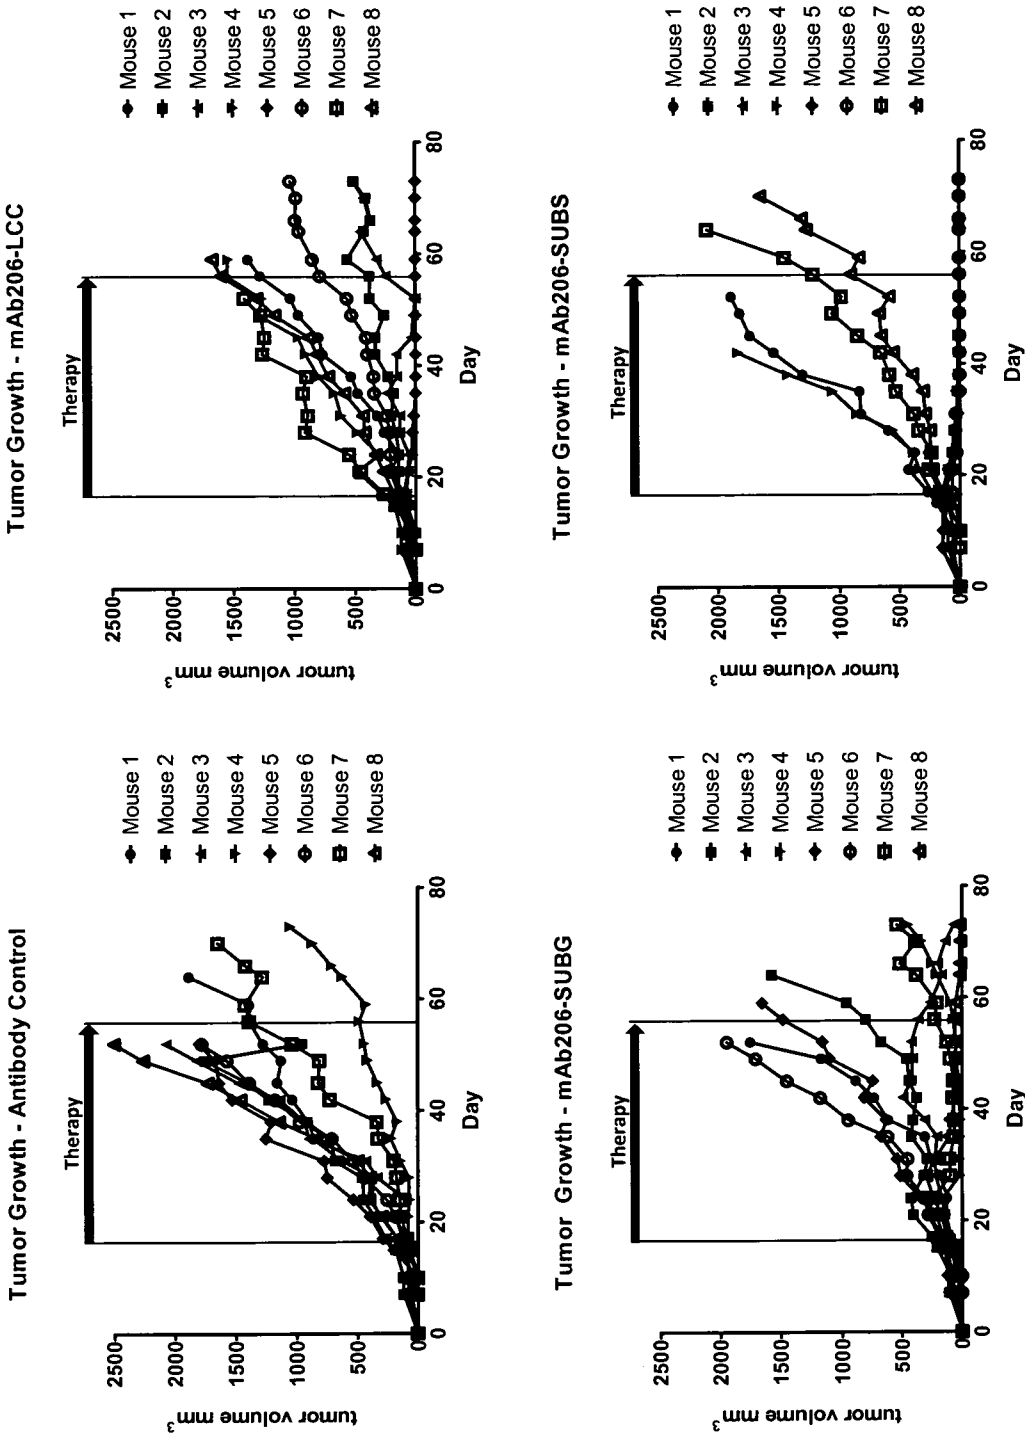 Tumor Growth - Antibody Control
Therapy
2500
2000
1500
1000
500
0
tumor volume mm3
0
20
40
60
80
Day
Mouse 1
Mouse 2
Mouse 3
Mouse 4
Mouse 5
Mouse 6
Mouse 7
Mouse 8
Tumor Growth - mAb206-LCC
Therapy
2500
2000
1500
1000
500
0
tumor volume mm3
0
20
40
60
80
Day
Mouse 1
Mouse 2
Mouse 3
Mouse 4
Mouse 5
Mouse 6
Mouse 7
Mouse 8
Tumor Growth - mAb206-SUBG
Therapy
2500
2000
1500
1000
500
0
tumor volume mm3
0
20
40
60
80
Day
Mouse 1
Mouse 2
Mouse 3
Mouse 4
Mouse 5
Mouse 6
Mouse 7
Mouse 8
Tumor Growth - mAb206-SUBS
Therapy
2500
2000
1500
1000
500
0
tumor volume mm3
0
20
40
60
80
Day
Mouse 1
Mouse 2
Mouse 3
Mouse 4
Mouse 5
Mouse 6
Mouse 7
Mouse 8